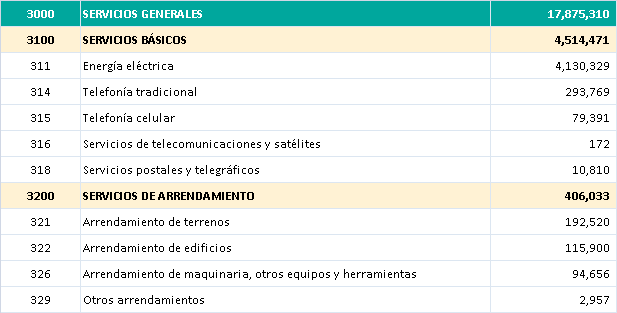 3000 SERVICIOS GENERALES 17,875,310
3100 SERVICIOS BÁSICOS 4,514,471
311 Energía eléctrica 4,130,329
314 Telefonía tradicional 293,769
315 Telefonía celular 79,391
316 Servicios de telecomunicaciones y satélites 172
318 Servicios postales y telegráficos 10,810
3200 SERVICIOS DE ARRENDAMIENTO 406,033
321 Arrendamiento de terrenos 192,520
322 Arrendamiento de edificios 115,900
326 Arrendamiento de maquinaria, otros equipos y herramientas 94,656
329 Otros arrendamientos 2,957